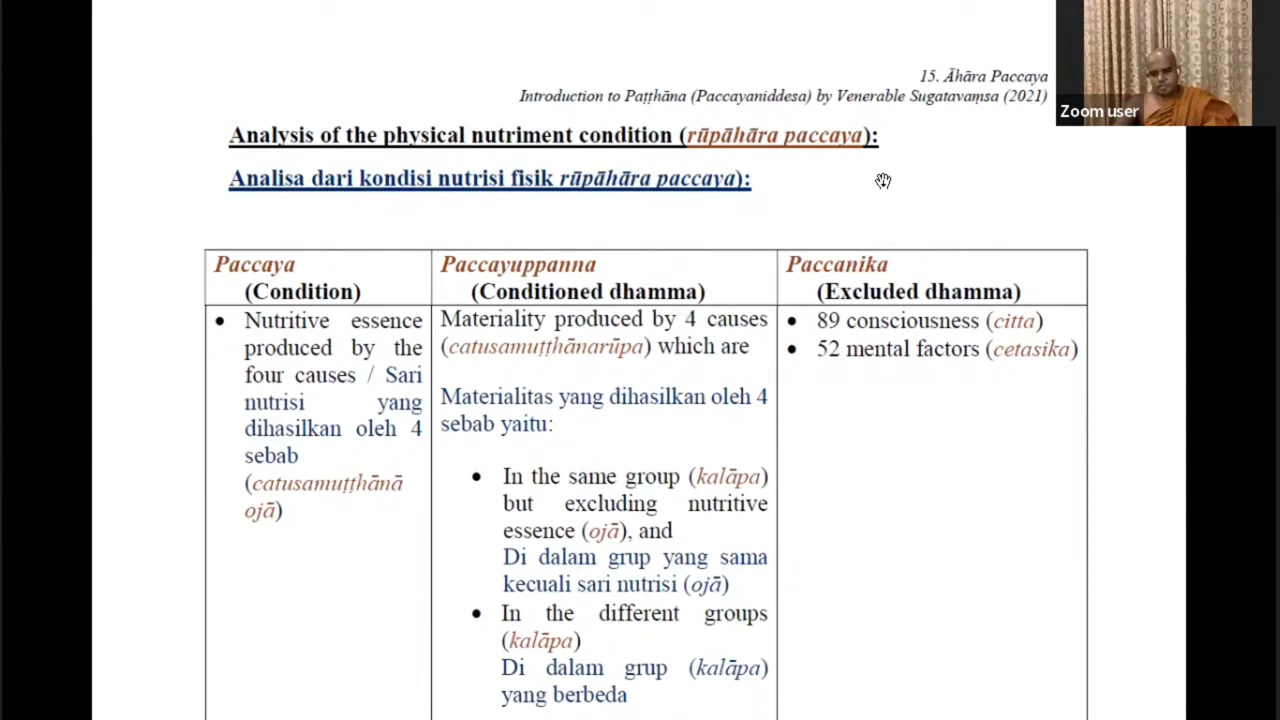 15. Āhāra Paccaya
Introduction to Paṭṭhāna (Paccayaniddesa) by Venerable Sugatavaṃsa (2021)
Zoom user
Analysis of the physical nutriment condition (rūpāhāra paccaya):
Analisa dari kondisi nutrisi fisik rūpāhāra paccaya):
Paccaya
(Condition)
Nutritive essence
produced by the
four causes / Sari
nutrisi yang
dihasilkan oleh 4
sebab
(catusamuṭṭhānā
ojā)
Paccayuppanna
(Conditioned dhamma)
Materiality produced by 4 causes
(catusamuṭṭhānarūpa) which are
Materialitas yang dihasilkan oleh 4
sebab yaitu:
• In the same group (kalāpa)
but excluding nutritive
essence (ojā), and
Di dalam grup yang sama
kecuali sari nutrisi (ojā)
• In the different groups
(kalāpa)
Di dalam grup (kalāpa)
yang berbeda
Paccanika
(Excluded dhamma)
• 89 consciousness (citta)
• 52 mental factors (cetasika)